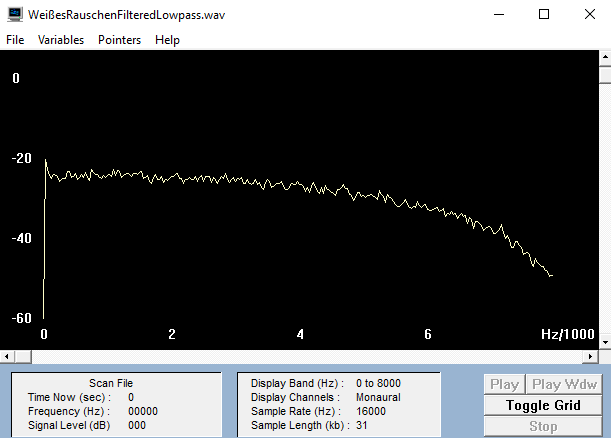 WeißesRauschenFilteredLowpass.wav
File Variables Pointers Help
0
-20
-40
-60
0 2 4 6 Hz/1000
Scan File
Time Now (sec) : 0
Frequency (Hz) : 00000
Signal Level (dB) 000
Display Band (Hz) : 0 to 8000
Display Channels : Monaural
Sample Rate (Hz) : 16000
Sample Length (kb) : 31
Play Play Wdw
Toggle Grid
Stop